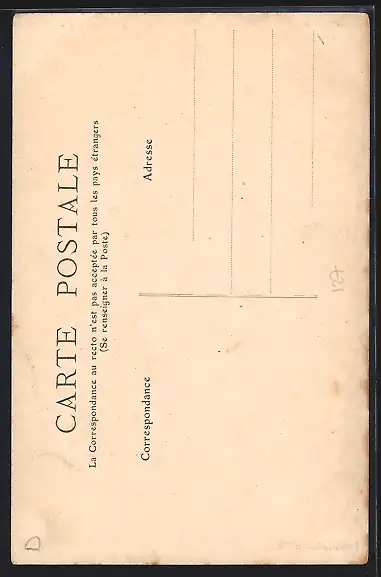 CARTE POSTALE
La Correspondance au recto n'est pas acceptée par tous les pays étrangers
(Se renseigner à la Poste)
Correspondance
Adresse
127
D